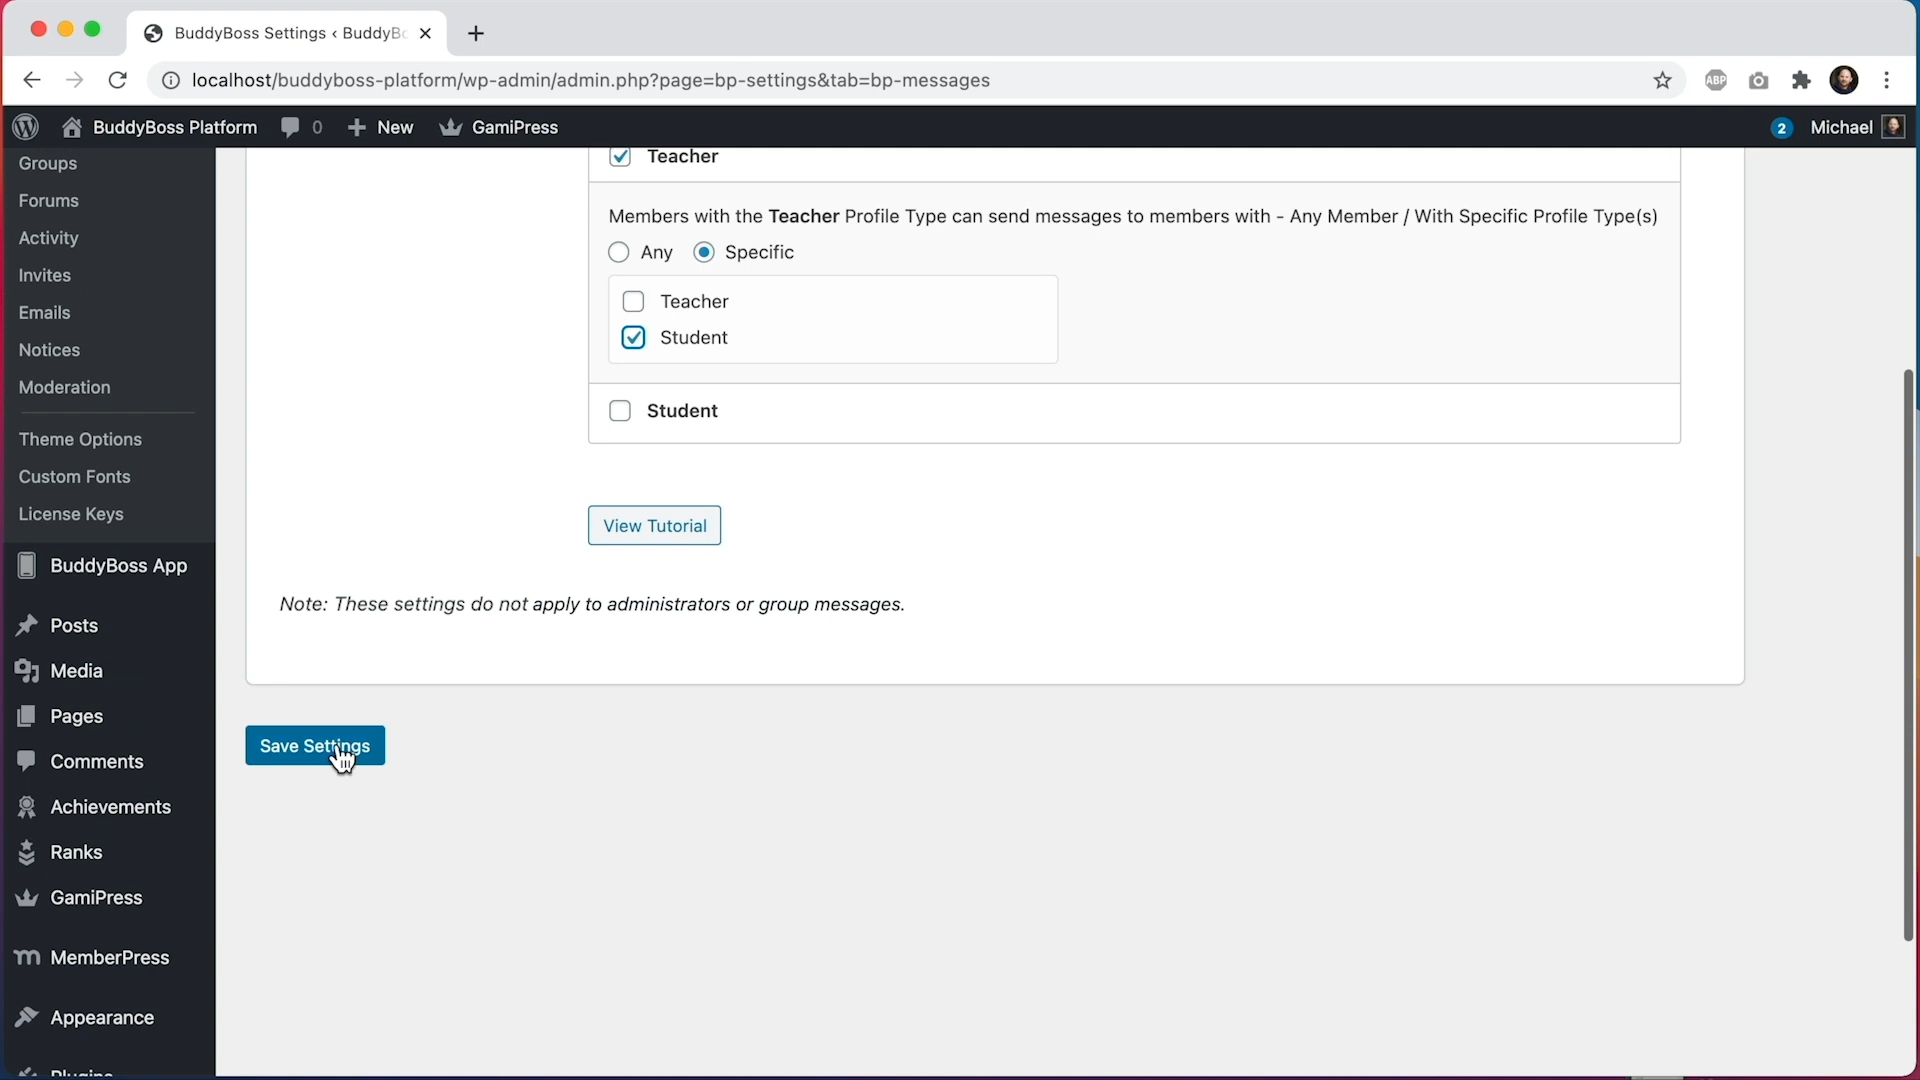 BuddyBoss Settings ‹ BuddyBo
localhost/buddyboss-platform/wp-admin/admin.php?page=bp-settings&tab=bp-messages
ABP
BuddyBoss Platform 0 New GamiPress 2 Michael
Groups
Forums
Activity
Invites
Emails
Notices
Moderation
Theme Options
Custom Fonts
License Keys
BuddyBoss App
Posts
Media
Pages
Comments
Achievements
Ranks
GamiPress
MemberPress
Appearance
Plugins
Teacher
Members with the Teacher Profile Type can send messages to members with - Any Member / With Specific Profile Type(s)
Any Specific
Teacher
Student
Student
View Tutorial
Note: These settings do not apply to administrators or group messages.
Save Settings